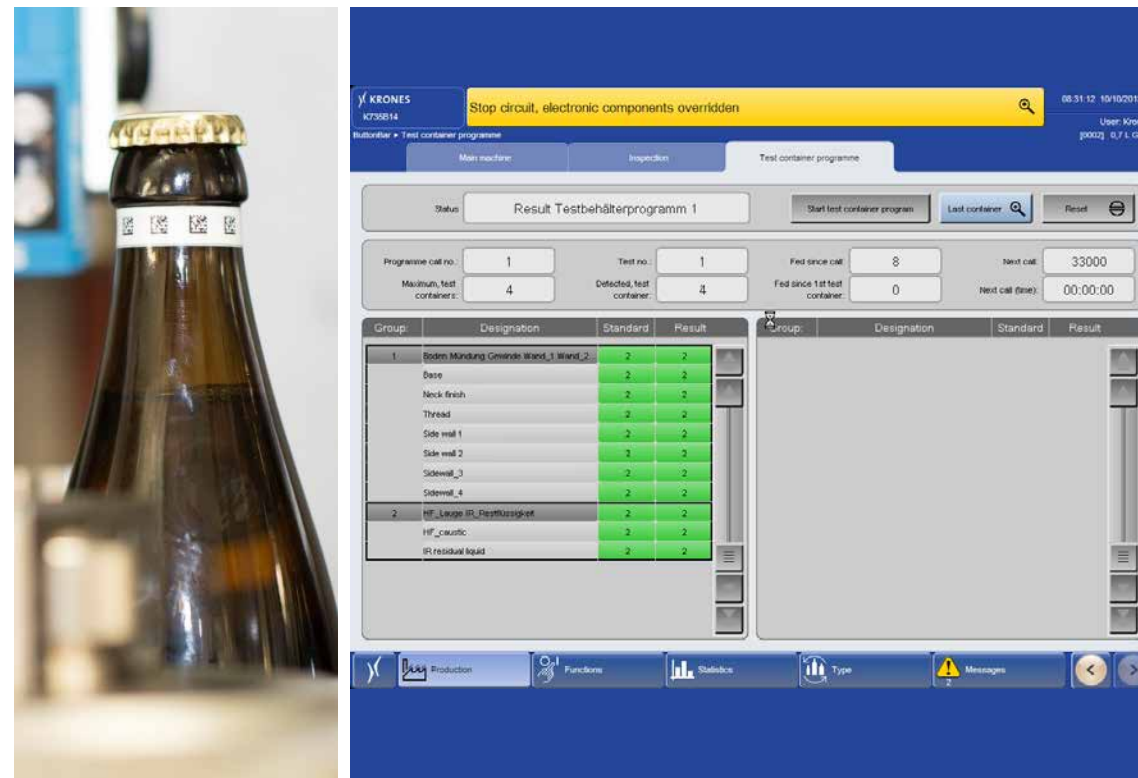 KRONES
K735B14
Stop circuit, electronic components overridden
08:31:12 10/10/201
User: Kro
[0002] 0,7 L G
Buttonbar ▸ Test container programme
Main machine
Inspection
Test container programme
Status
Result Testbehälterprogramm 1
Start test container program
Last container
Reset
Programme call no.:
1
Test no.:
1
Fed since call:
8
Next call:
33000
Maximum, test containers:
4
Detected, test container:
4
Fed since 1st test container:
0
Next call (time):
00:00:00
Group: Designation Standard Result
1 Boden Mündung Gewinde Wand_1 Wand_2... 2 2
Base 2 2
Neck finish 2 2
Thread 2 2
Side wall 1 2 2
Side wall 2 2 2
Sidewall_3 2 2
Sidewall_4 2 2
2 HF_Lauge IR_Restflüssigkeit 2 2
HF_caustic 2 2
IR residual liquid 2 2
Group: Designation Standard Result
Production
Functions
Statistics
Type
Messages
2